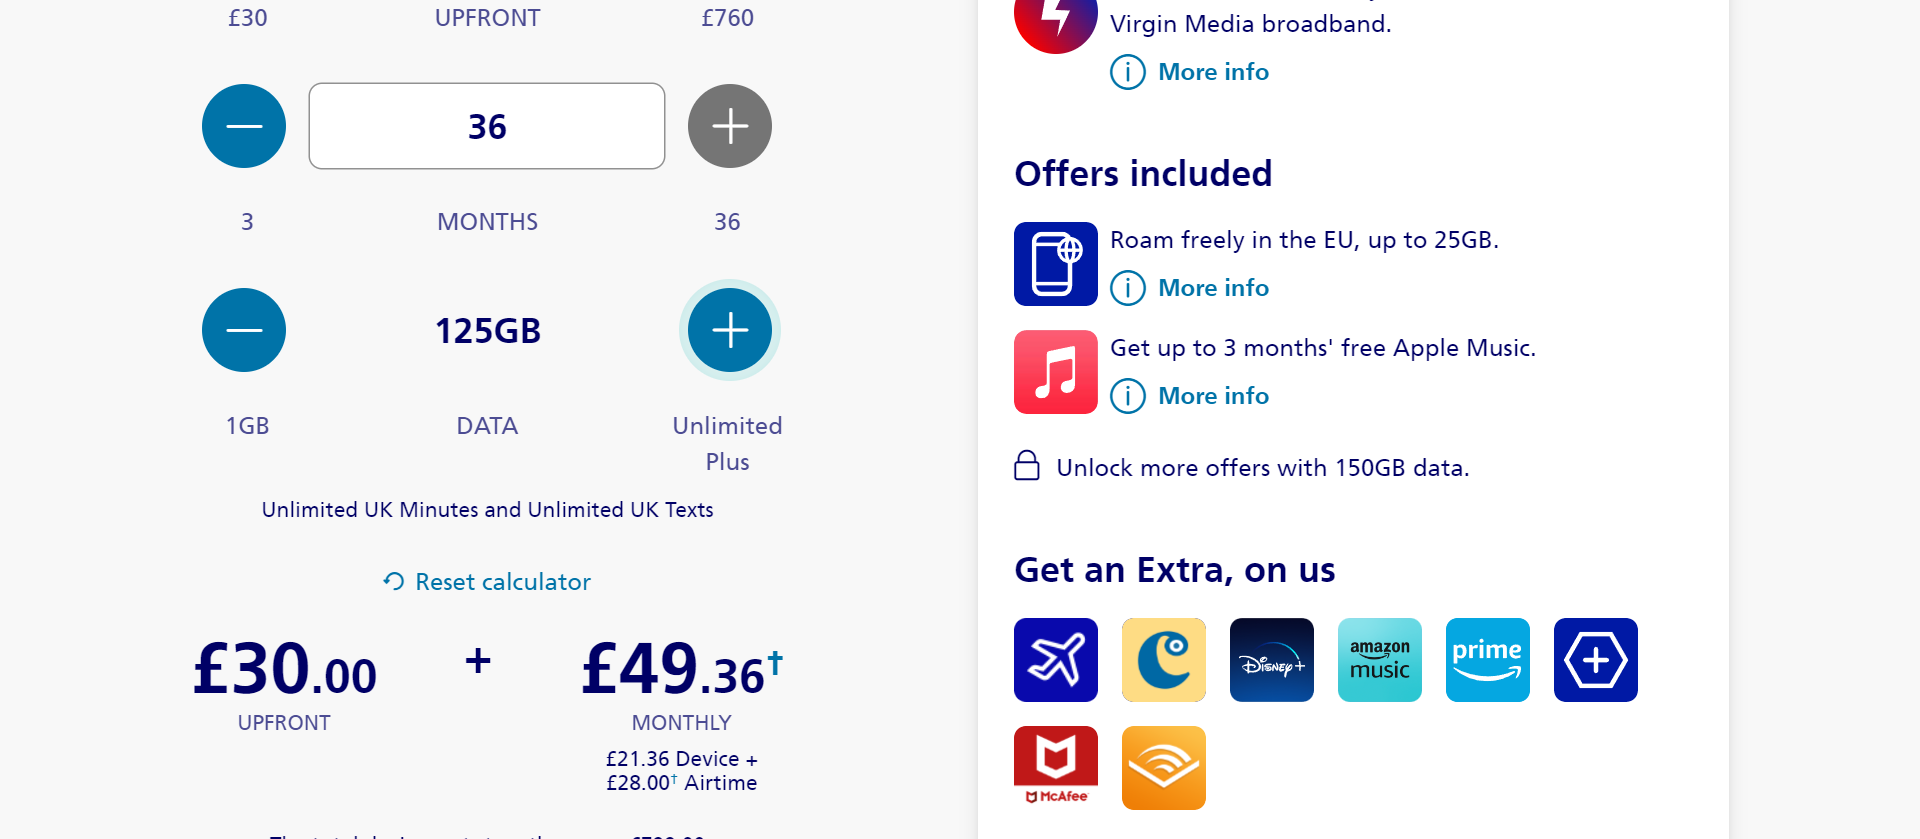 £30 UPFRONT £760
36
3 MONTHS 36
125GB
1GB DATA Unlimited
Plus
Unlimited UK Minutes and Unlimited UK Texts
Reset calculator
£30.00 + £49.36†
UPFRONT MONTHLY
£21.36 Device +
£28.00† Airtime
Virgin Media broadband.
More info
Offers included
Roam freely in the EU, up to 25GB.
More info
Get up to 3 months' free Apple Music.
More info
Unlock more offers with 150GB data.
Get an Extra, on us
Disney+
amazon
music
prime
McAfee